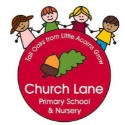 Tall Oaks from Little Acorns Grow
Church Lane
Primary School
& Nursery